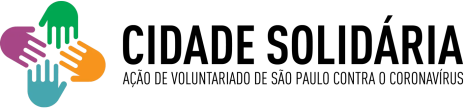 CIDADE SOLIDÁRIA
AÇÃO DE VOLUNTARIADO DE SÃO PAULO CONTRA O CORONAVÍRUS